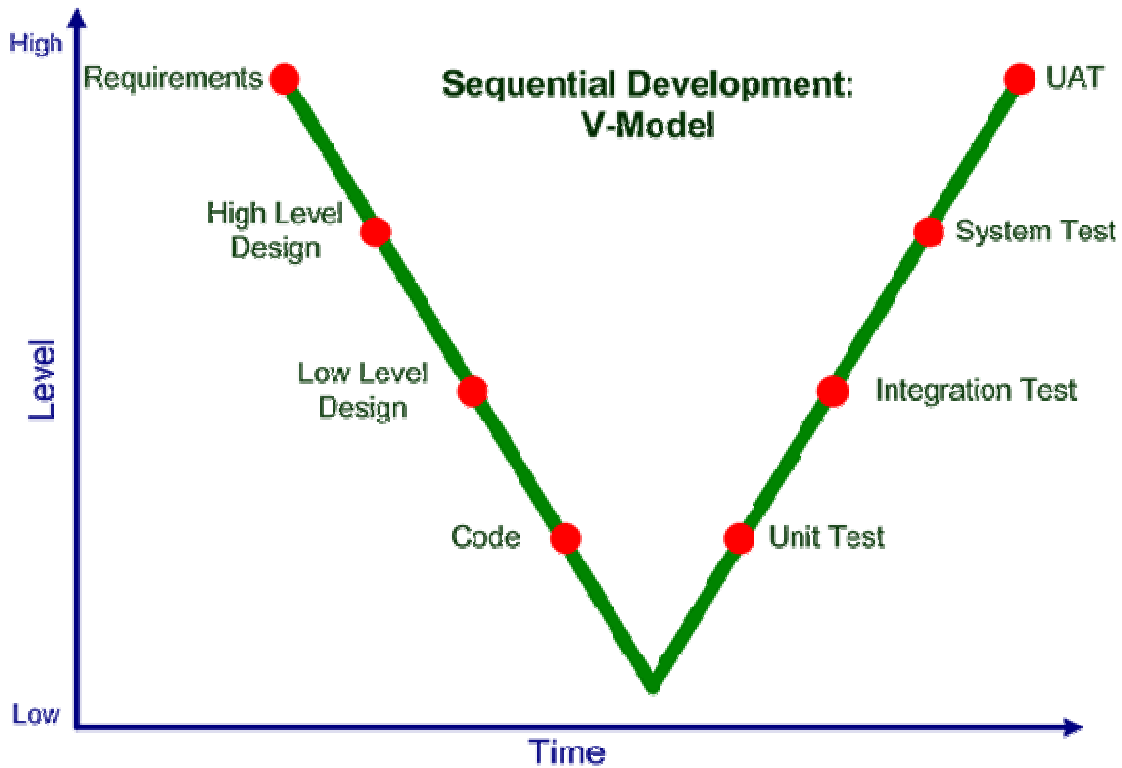 High
Requirements
Sequential Development:
V-Model
UAT
High Level
Design
System Test
Level
Low Level
Design
Integration Test
Code
Unit Test
Low
Time